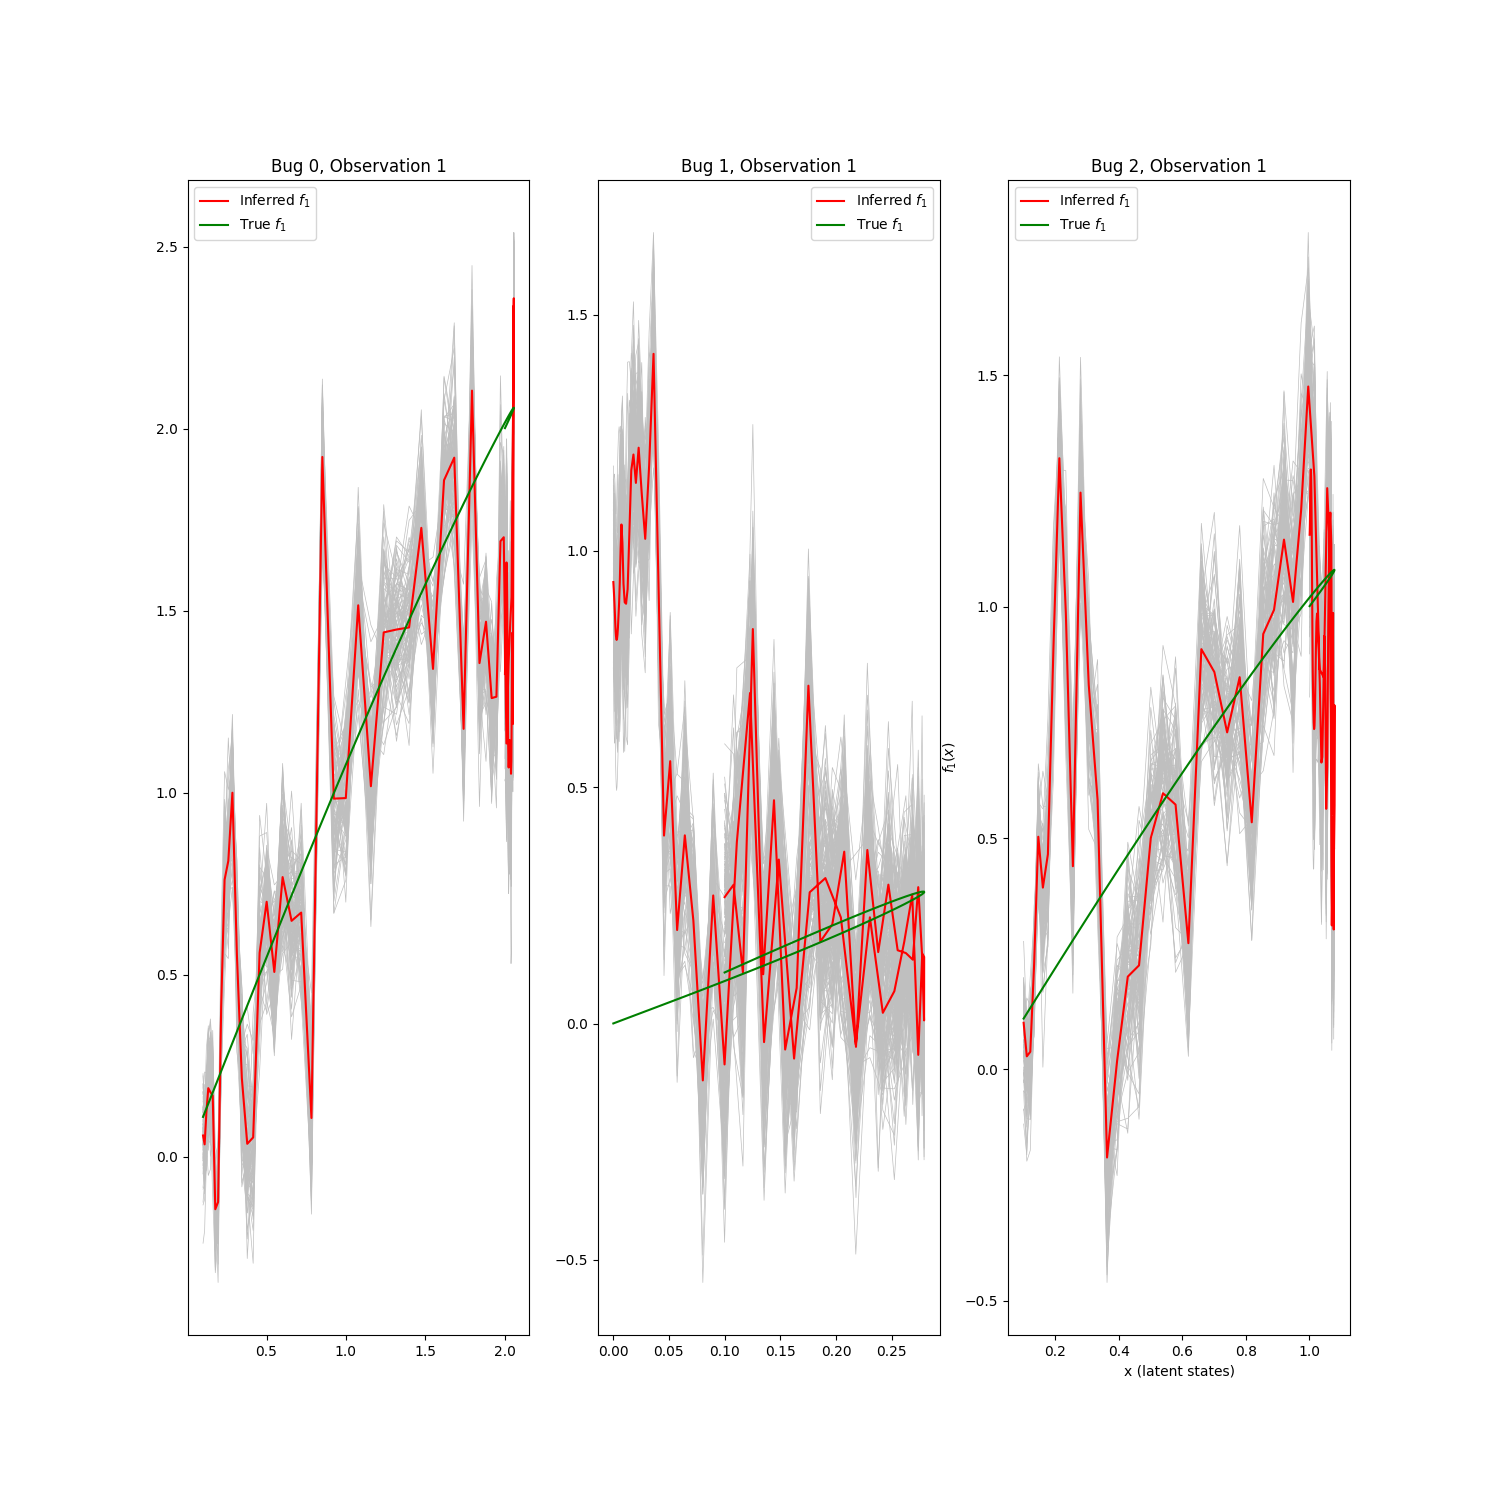 Bug 0, Observation 1
Inferred f₁
True f₁
2.5
2.0
1.5
1.0
0.5
0.0
0.5
1.0
1.5
2.0
Bug 1, Observation 1
Inferred f₁
True f₁
1.5
1.0
0.5
0.0
−0.5
0.00
0.05
0.10
0.15
0.20
0.25
Bug 2, Observation 1
Inferred f₁
True f₁
f₁(x)
1.5
1.0
0.5
0.0
−0.5
0.2
0.4
0.6
0.8
1.0
x (latent states)